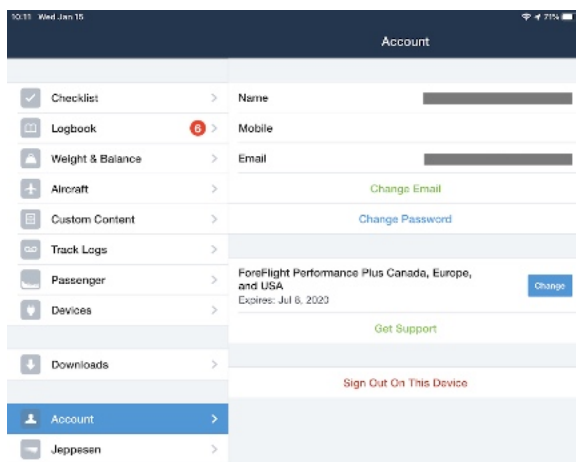 10:11 Wed Jan 15
71%
Account
Checklist
Logbook
6
Weight & Balance
Aircraft
Custom Content
Track Logs
Passenger
Devices
Downloads
Account
Jeppesen
Name
Mobile
Email
Change Email
Change Password
ForeFlight Performance Plus Canada, Europe,
and USA
Expires: Jul 8, 2020
Change
Get Support
Sign Out On This Device